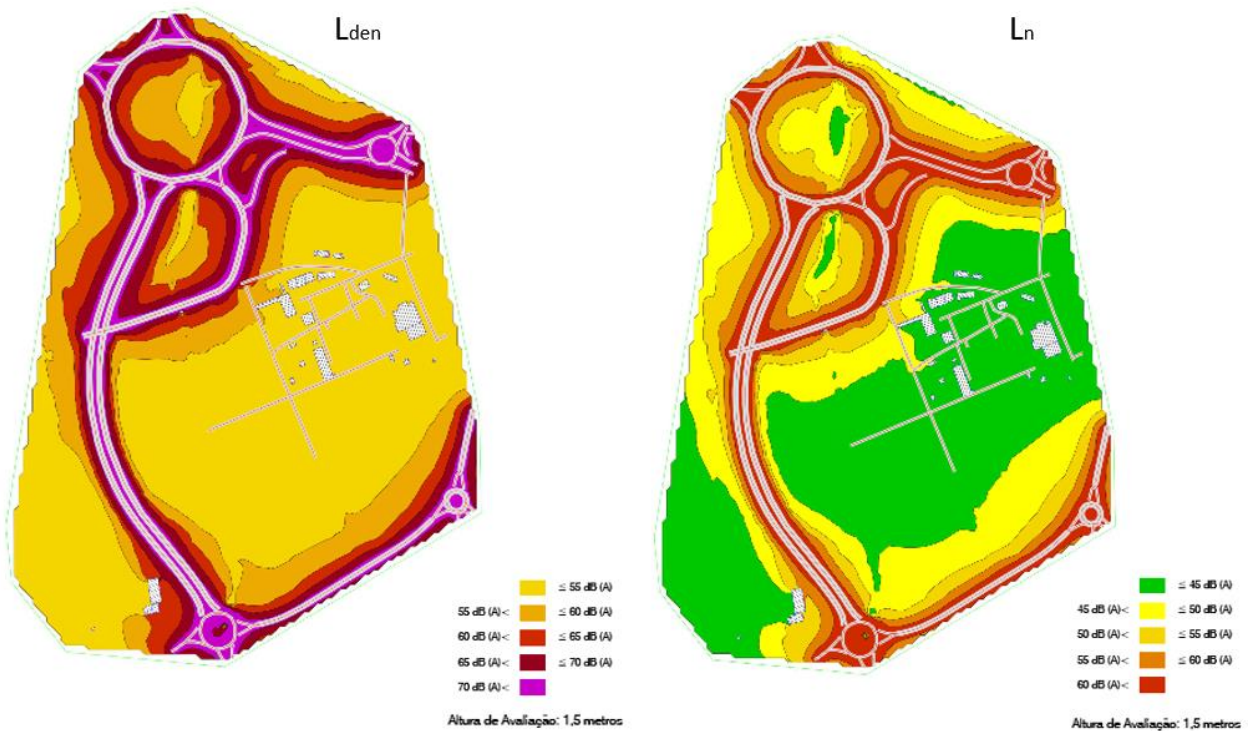 Lden
Ln
≤ 55 dB (A)
55 dB (A) < ≤ 60 dB (A)
60 dB (A) < ≤ 65 dB (A)
65 dB (A) < ≤ 70 dB (A)
70 dB (A) <
Altura de Avaliação: 1,5 metros
≤ 45 dB (A)
45 dB (A) < ≤ 50 dB (A)
50 dB (A) < ≤ 55 dB (A)
55 dB (A) < ≤ 60 dB (A)
60 dB (A) <
Altura de Avaliação: 1,5 metros